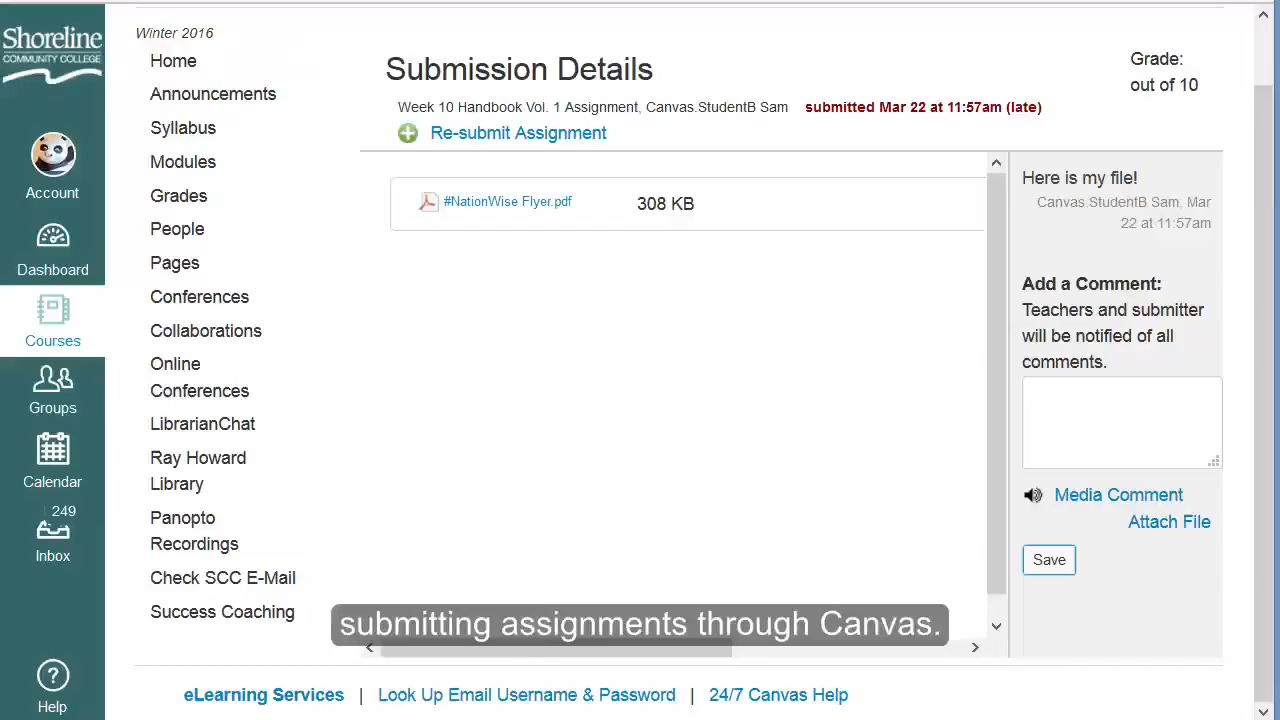 Shoreline
COMMUNITY COLLEGE
Account
Dashboard
Courses
Groups
Calendar
249
Inbox
Help
Winter 2016
Home
Announcements
Syllabus
Modules
Grades
People
Pages
Conferences
Collaborations
Online
Conferences
LibrarianChat
Ray Howard
Library
Panopto
Recordings
Check SCC E-Mail
Success Coaching
Submission Details
Week 10 Handbook Vol. 1 Assignment, Canvas.StudentB Sam submitted Mar 22 at 11:57am (late)
Re-submit Assignment
Grade:
out of 10
#NationWise Flyer.pdf 308 KB
Here is my file!
Canvas.StudentB Sam, Mar
22 at 11:57am
Add a Comment:
Teachers and submitter
will be notified of all
comments.
Media Comment
Attach File
Save
submitting assignments through Canvas.
eLearning Services | Look Up Email Username & Password | 24/7 Canvas Help